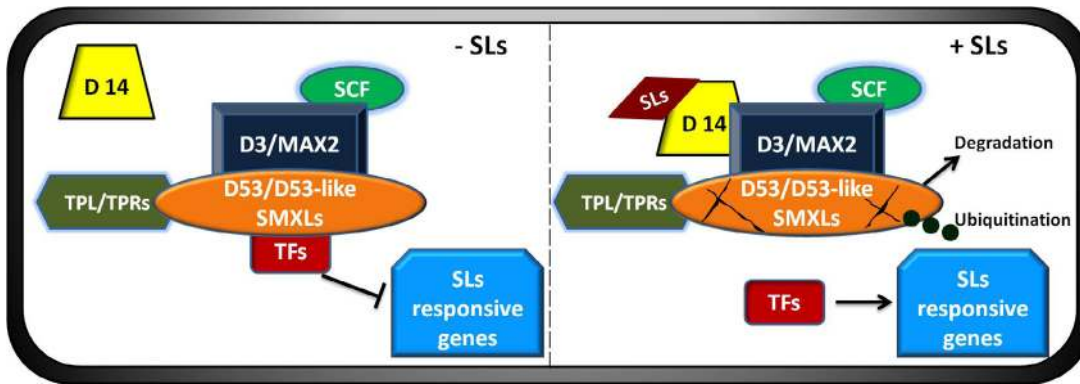 - SLs
D 14
SCF
D3/MAX2
TPL/TPRs
D53/D53-like
SMXLs
TFs
SLs
responsive
genes
+ SLs
SLs
D 14
SCF
D3/MAX2
Degradation
TPL/TPRs
D53/D53-like
SMXLs
Ubiquitination
TFs
SLs
responsive
genes